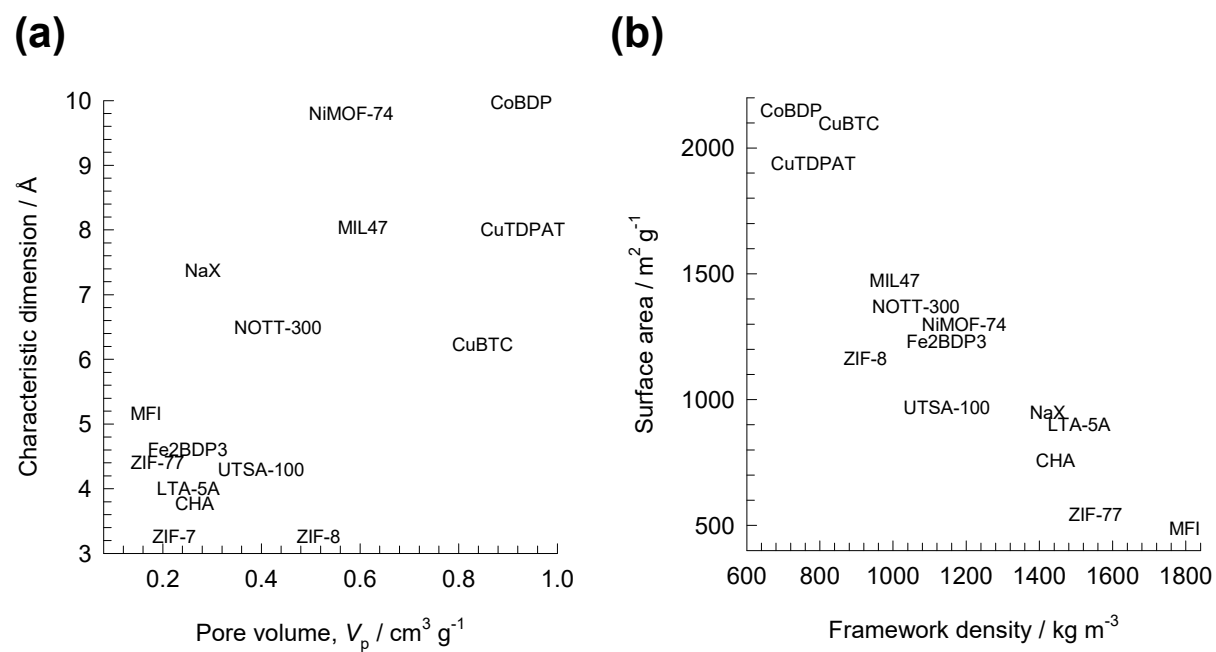 (a)
10
9
8
7
6
5
4
3
Characteristic dimension / Å
NiMOF-74
CoBDP
MIL47
CuTDPAT
NaX
NOTT-300
CuBTC
MFI
Fe2BDP3
ZIF-77
UTSA-100
LTA-5A
CHA
ZIF-7
ZIF-8
0.2 0.4 0.6 0.8 1.0
Pore volume, Vp / cm³ g⁻¹
(b)
2000
1500
1000
500
Surface area / m² g⁻¹
CoBDP
CuBTC
CuTDPAT
MIL47
NOTT-300
NiMOF-74
Fe2BDP3
ZIF-8
UTSA-100
NaX
LTA-5A
CHA
ZIF-77
MFI
600 800 1000 1200 1400 1600 1800
Framework density / kg m⁻³